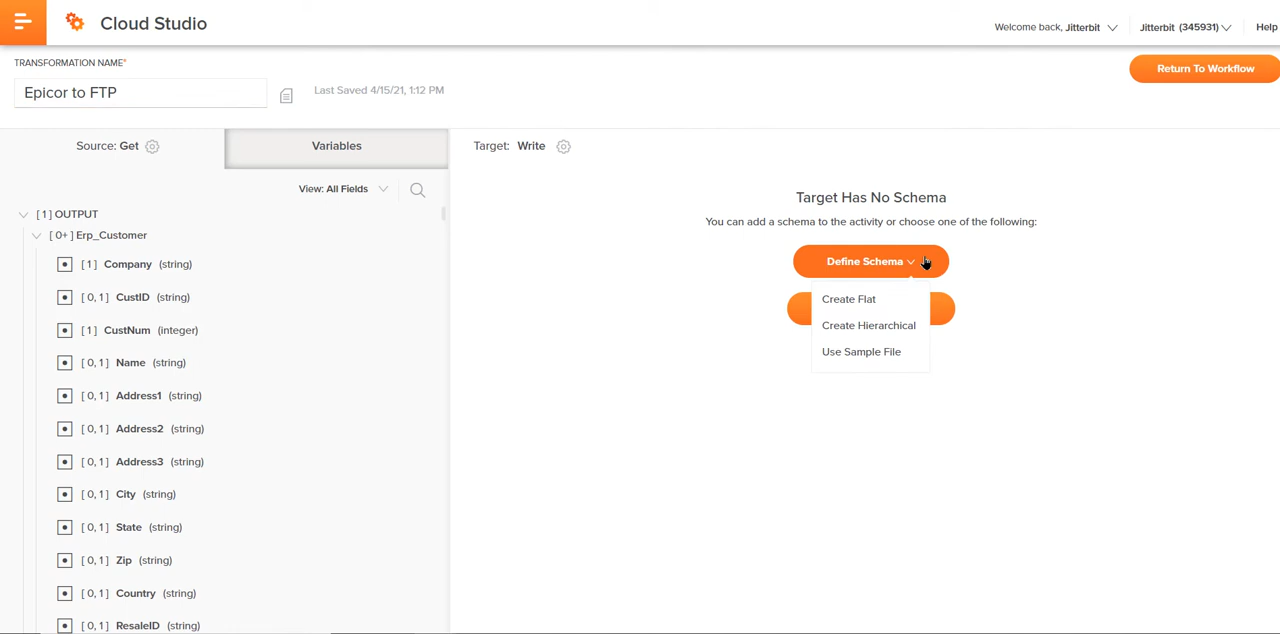 Cloud Studio
Welcome back, Jitterbit
Jitterbit (345931)
Help
TRANSFORMATION NAME*
Epicor to FTP
Last Saved 4/15/21, 1:12 PM
Return To Workflow
Source: Get
Variables
Target: Write
View: All Fields
[ 1 ] OUTPUT
[ 0+ ] Erp_Customer
[ 1 ] Company (string)
[ 0, 1 ] CustID (string)
[ 1 ] CustNum (integer)
[ 0, 1 ] Name (string)
[ 0, 1 ] Address1 (string)
[ 0, 1 ] Address2 (string)
[ 0, 1 ] Address3 (string)
[ 0, 1 ] City (string)
[ 0, 1 ] State (string)
[ 0, 1 ] Zip (string)
[ 0, 1 ] Country (string)
[ 0, 1 ] ResaleID (string)
Target Has No Schema
You can add a schema to the activity or choose one of the following:
Define Schema
Create Flat
Create Hierarchical
Use Sample File